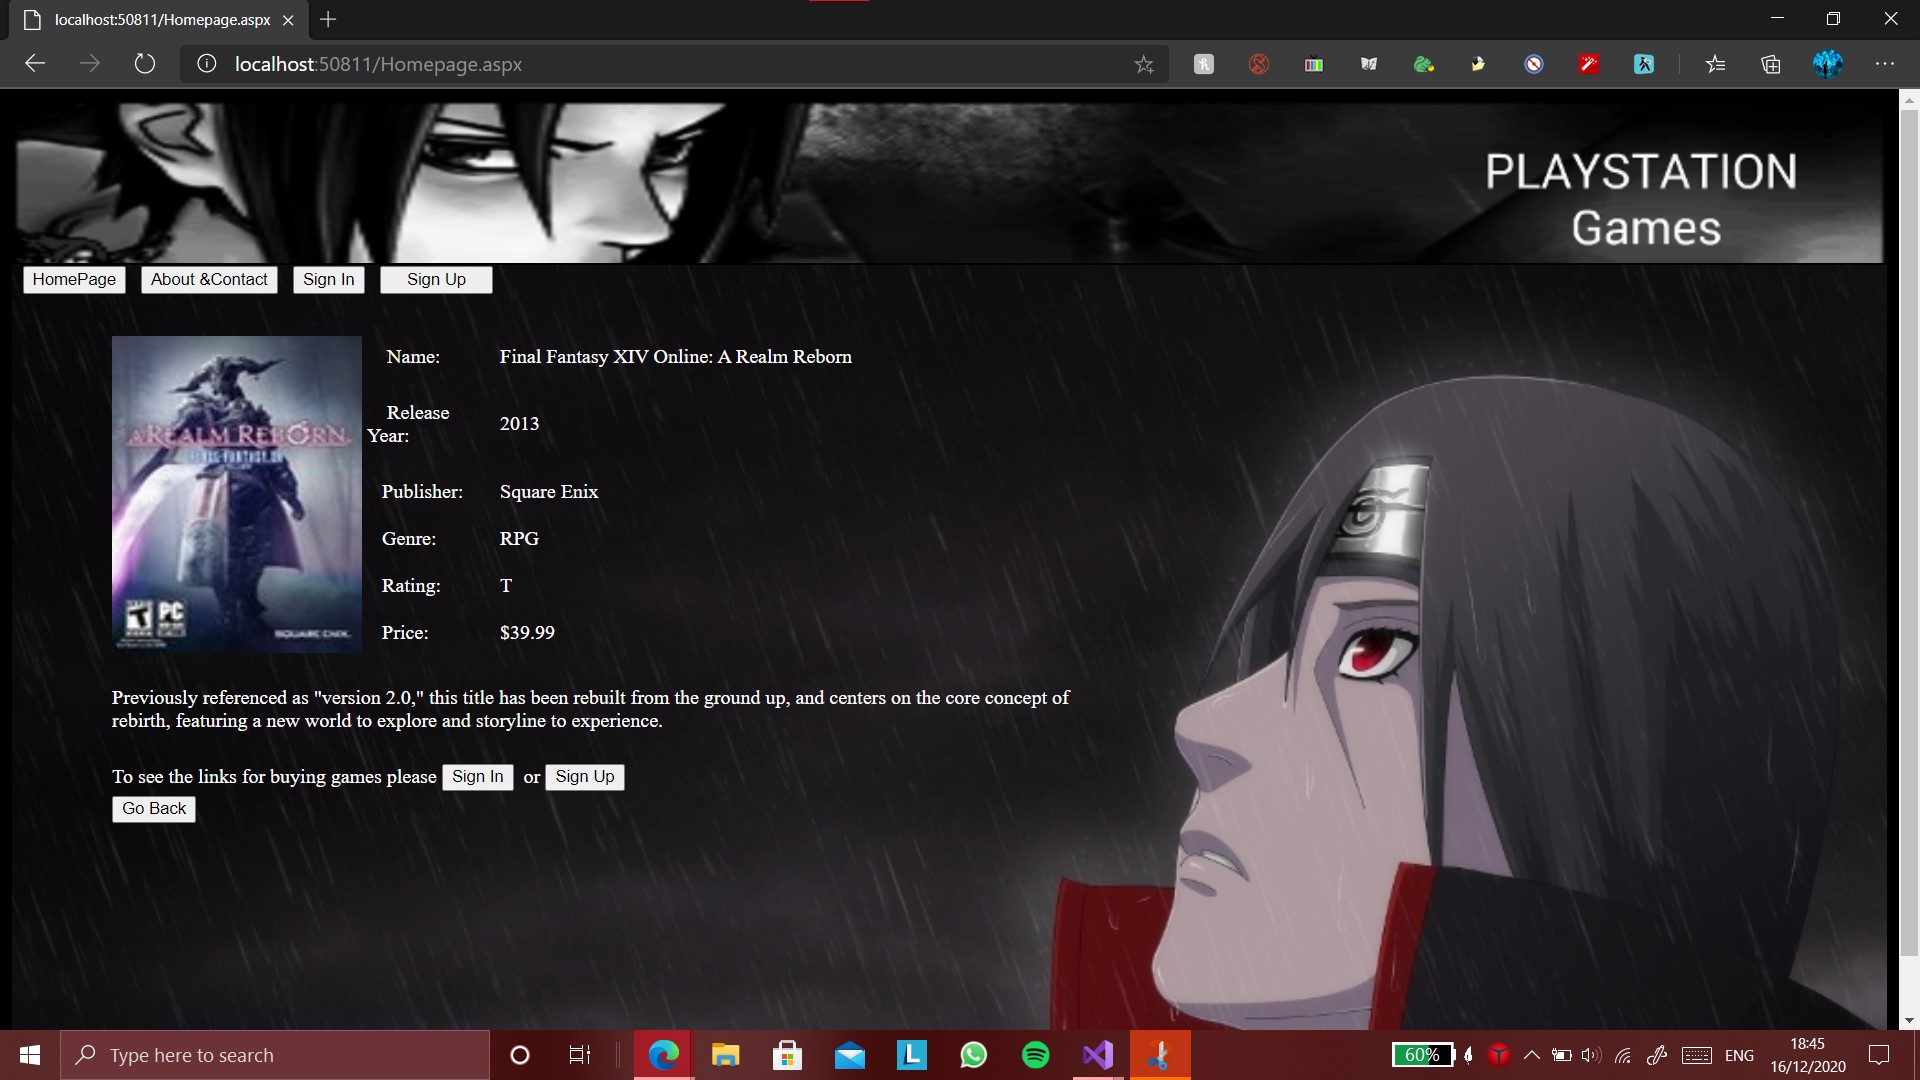 localhost:50811/Homepage.aspx
localhost:50811/Homepage.aspx
PLAYSTATION
Games
HomePage
About &Contact
Sign In
Sign Up
A REALM REBORN
FINAL FANTASY XIV
T
PC
SQUARE ENIX
Name:
Final Fantasy XIV Online: A Realm Reborn
Release
Year:
2013
Publisher:
Square Enix
Genre:
RPG
Rating:
T
Price:
$39.99
Previously referenced as "version 2.0," this title has been rebuilt from the ground up, and centers on the core concept of
rebirth, featuring a new world to explore and storyline to experience.
To see the links for buying games please Sign In or Sign Up
Go Back
Type here to search
L
60%
ENG
18:45
16/12/2020